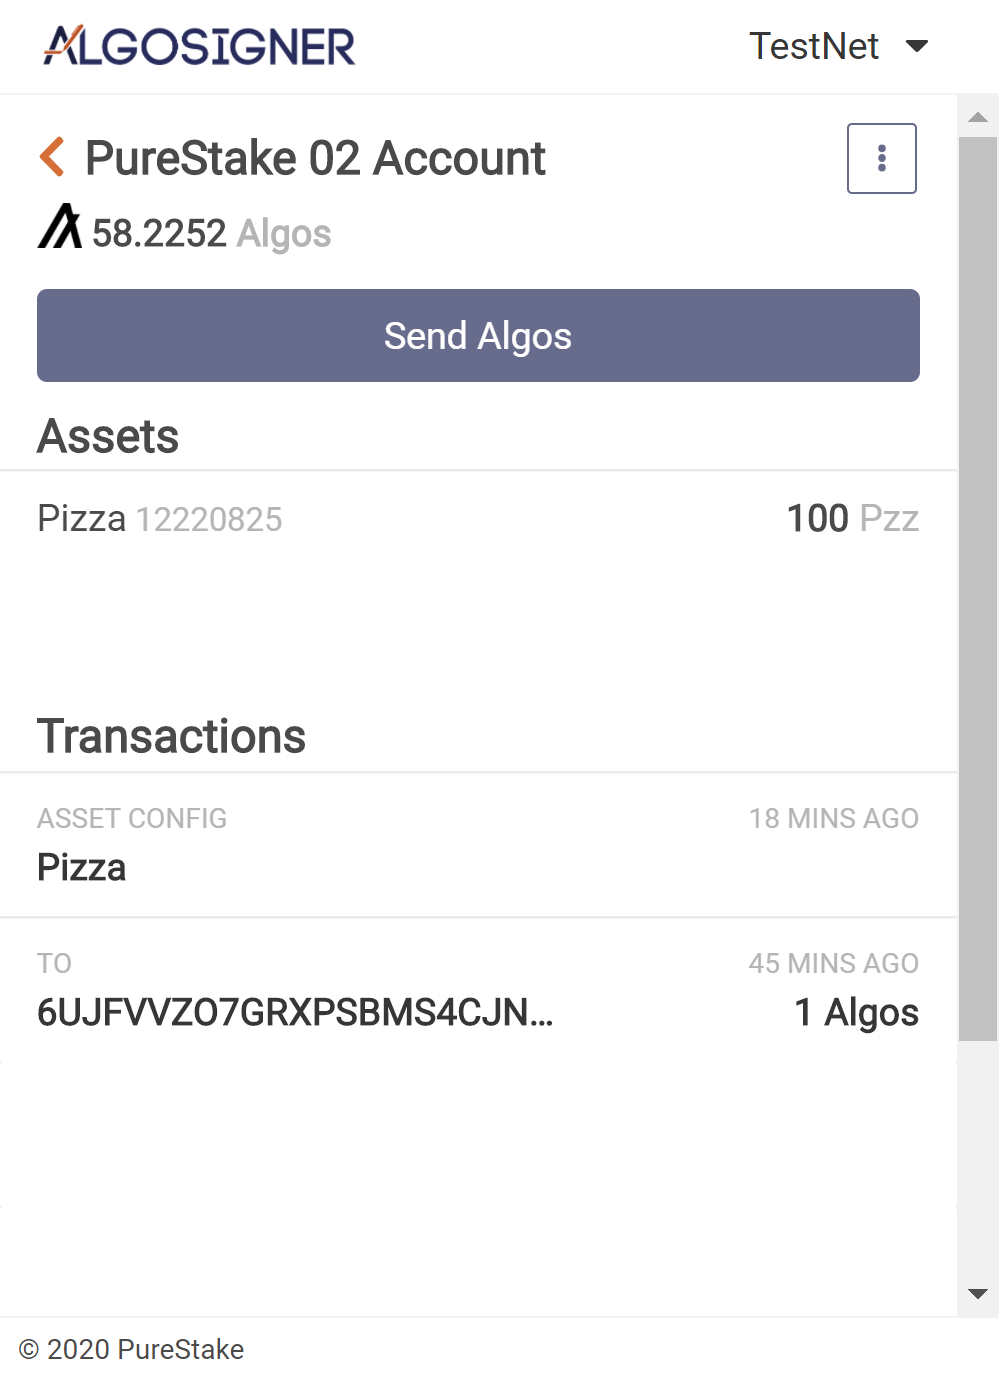 ALGOSIGNER
TestNet
PureStake 02 Account
58.2252 Algos
Send Algos
Assets
Pizza 12220825 100 Pzz
Transactions
ASSET CONFIG 18 MINS AGO
Pizza
TO 45 MINS AGO
6UJFVVZO7GRXPSBMS4CJN... 1 Algos
© 2020 PureStake